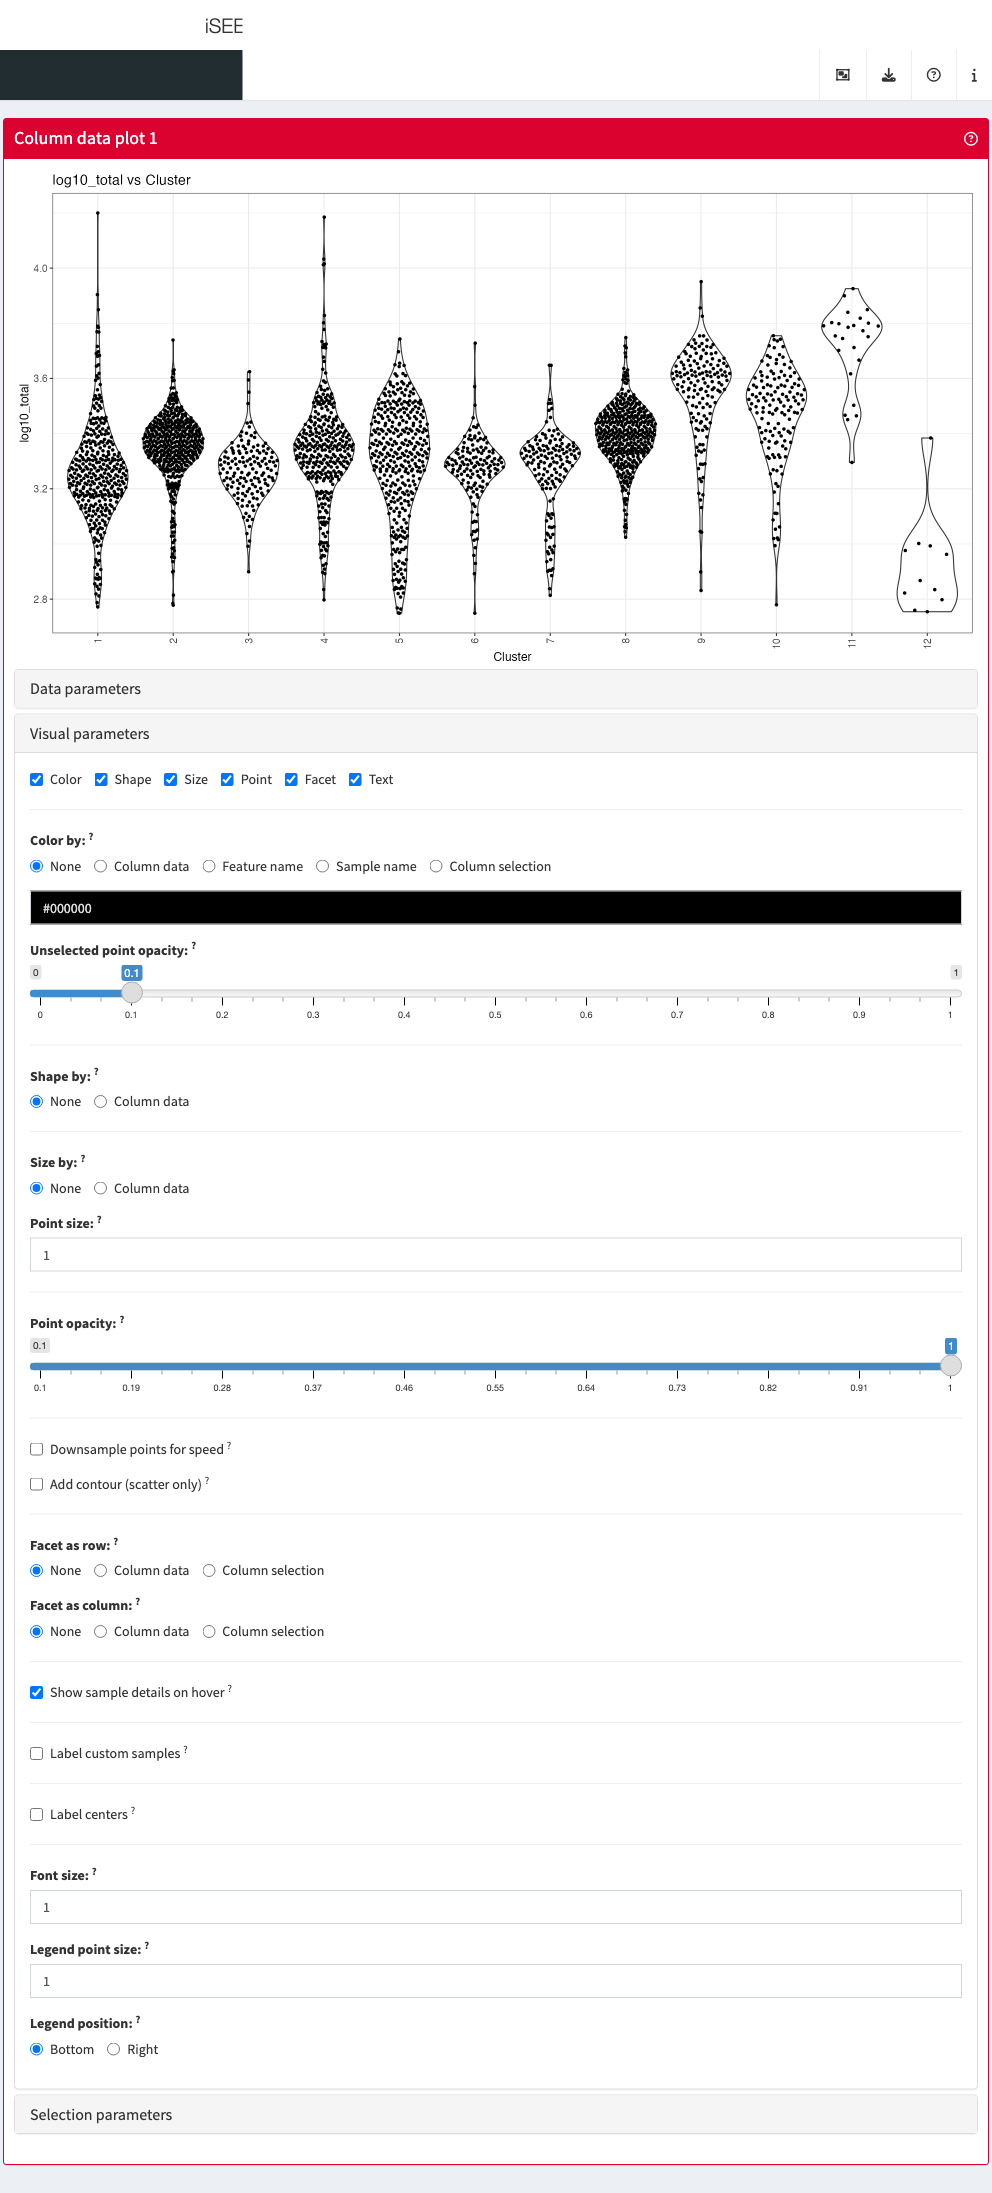 iSEE
Column data plot 1
log10_total vs Cluster
4.0
3.6
3.2
2.8
log10_total
1 2 3 4 5 6 7 8 9 10 11 12
Cluster
Data parameters
Visual parameters
Color Shape Size Point Facet Text
Color by: ?
None Column data Feature name Sample name Column selection
#000000
Unselected point opacity: ?
0 0.1 1
0 0.1 0.2 0.3 0.4 0.5 0.6 0.7 0.8 0.9 1
Shape by: ?
None Column data
Size by: ?
None Column data
Point size: ?
1
Point opacity: ?
0.1 1
0.1 0.19 0.28 0.37 0.46 0.55 0.64 0.73 0.82 0.91 1
Downsample points for speed ?
Add contour (scatter only) ?
Facet as row: ?
None Column data Column selection
Facet as column: ?
None Column data Column selection
Show sample details on hover ?
Label custom samples ?
Label centers ?
Font size: ?
1
Legend point size: ?
1
Legend position: ?
Bottom Right
Selection parameters